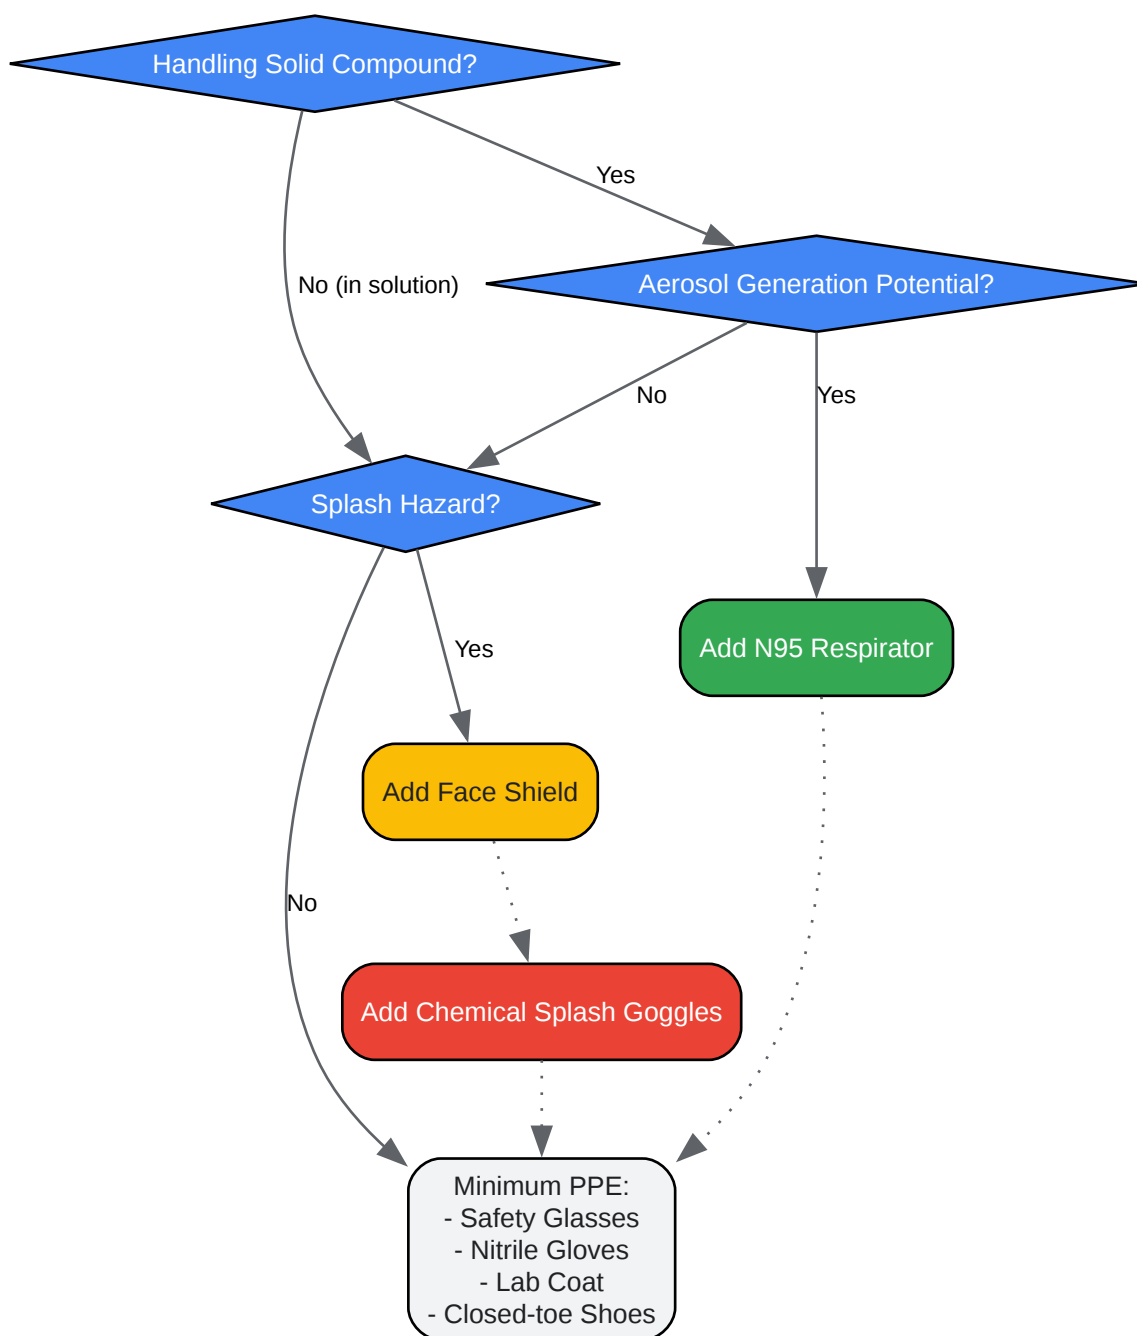 Handling Solid Compound?
Yes
No (in solution)
Aerosol Generation Potential?
No
Yes
Splash Hazard?
Yes
Add N95 Respirator
Add Face Shield
No
Add Chemical Splash Goggles
Minimum PPE:
- Safety Glasses
- Nitrile Gloves
- Lab Coat
- Closed-toe Shoes